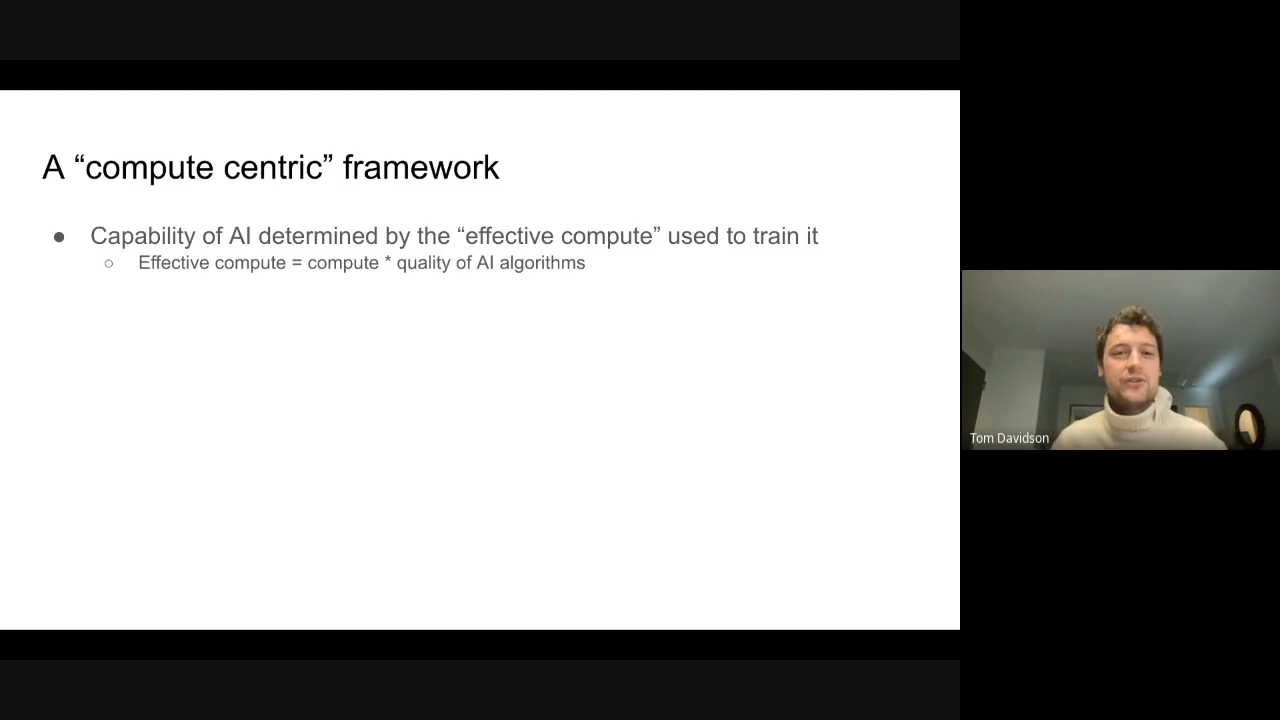 A “compute centric” framework
● Capability of AI determined by the “effective compute” used to train it
○ Effective compute = compute * quality of AI algorithms
Tom Davidson